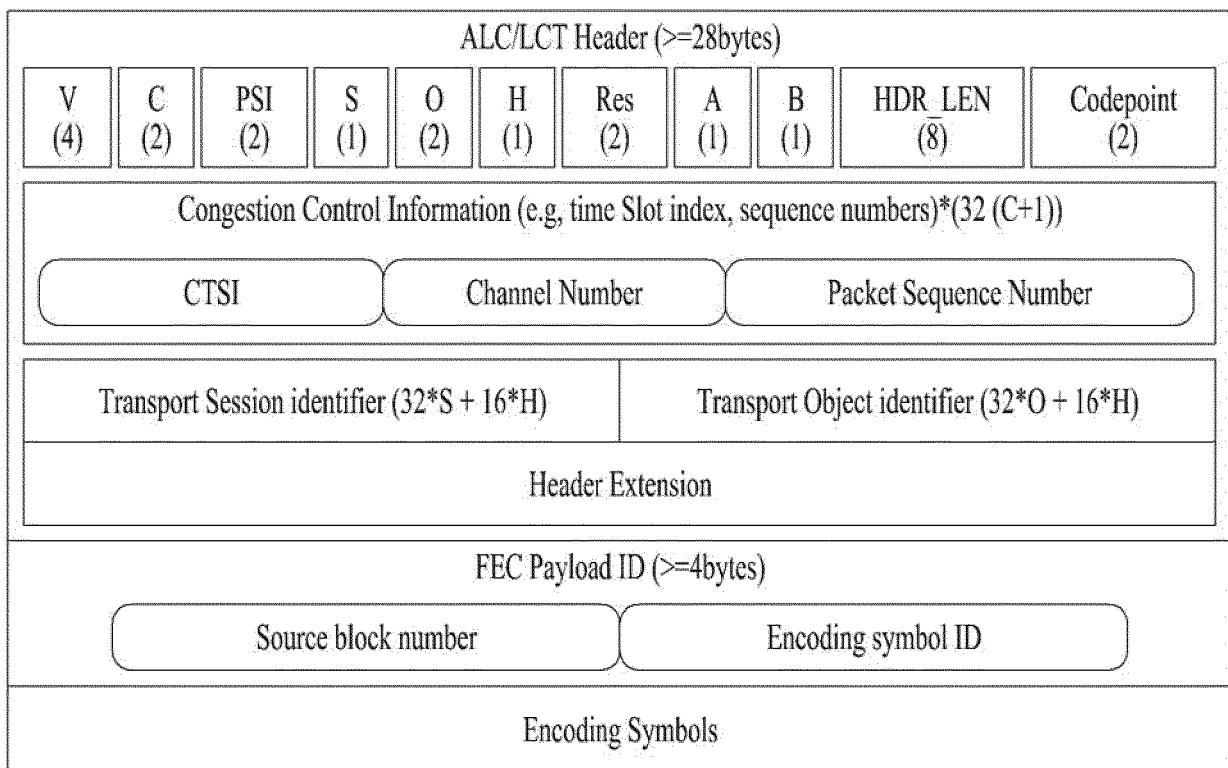 ALC/LCT Header (>=28bytes)
V
(4)
C
(2)
PSI
(2)
S
(1)
O
(2)
H
(1)
Res
(2)
A
(1)
B
(1)
HDR_LEN
(8)
Codepoint
(2)
Congestion Control Information (e.g, time Slot index, sequence numbers)*(32 (C+1))
CTSI
Channel Number
Packet Sequence Number
Transport Session identifier (32*S + 16*H)
Transport Object identifier (32*O + 16*H)
Header Extension
FEC Payload ID (>=4bytes)
Source block number
Encoding symbol ID
Encoding Symbols